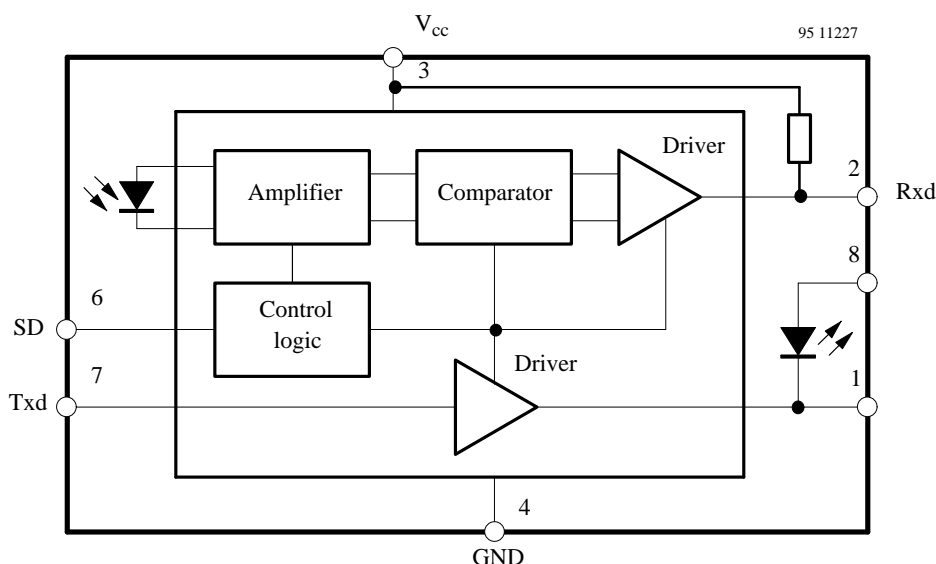 Vcc
95 11227
3
Driver
Amplifier
Comparator
2
Rxd
8
6
Control
logic
SD
Driver
7
1
Txd
4
GND